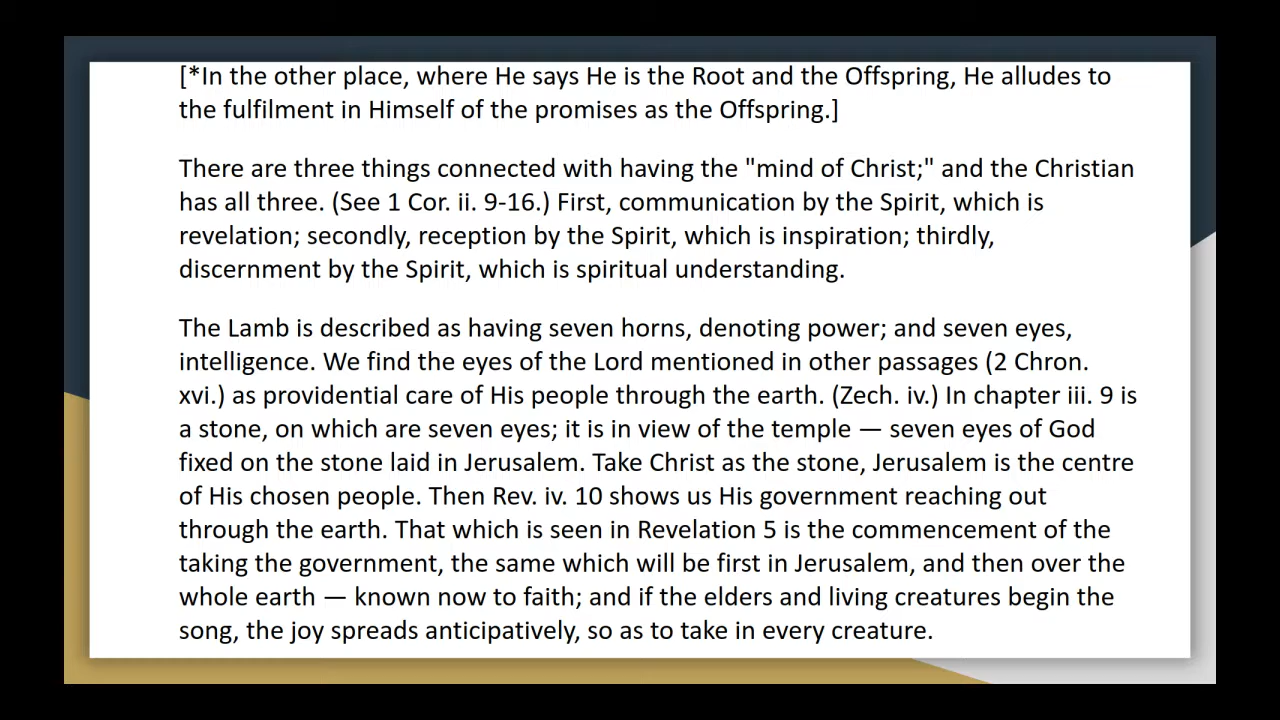 [*In the other place, where He says He is the Root and the Offspring, He alludes to
the fulfilment in Himself of the promises as the Offspring.]
There are three things connected with having the "mind of Christ;" and the Christian
has all three. (See 1 Cor. ii. 9-16.) First, communication by the Spirit, which is
revelation; secondly, reception by the Spirit, which is inspiration; thirdly,
discernment by the Spirit, which is spiritual understanding.
The Lamb is described as having seven horns, denoting power; and seven eyes,
intelligence. We find the eyes of the Lord mentioned in other passages (2 Chron.
xvi.) as providential care of His people through the earth. (Zech. iv.) In chapter iii. 9 is
a stone, on which are seven eyes; it is in view of the temple — seven eyes of God
fixed on the stone laid in Jerusalem. Take Christ as the stone, Jerusalem is the centre
of His chosen people. Then Rev. iv. 10 shows us His government reaching out
through the earth. That which is seen in Revelation 5 is the commencement of the
taking the government, the same which will be first in Jerusalem, and then over the
whole earth — known now to faith; and if the elders and living creatures begin the
song, the joy spreads anticipatively, so as to take in every creature.